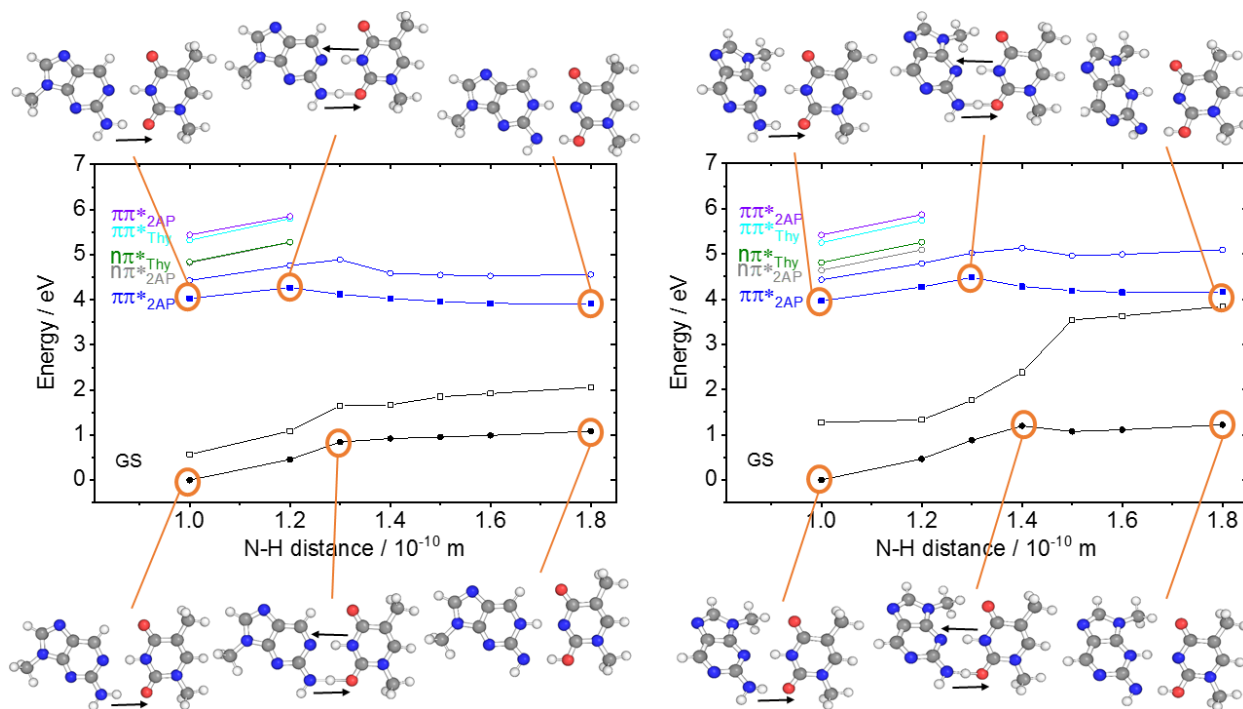 7
6
5
4
3
2
1
0
Energy / eV
ππ*2AP
ππ*Thy
nπ*Thy
nπ*2AP
ππ*2AP
GS
1.0 1.2 1.4 1.6 1.8
N-H distance / 10⁻¹⁰ m
7
6
5
4
3
2
1
0
Energy / eV
ππ*2AP
ππ*Thy
nπ*Thy
nπ*2AP
ππ*2AP
GS
1.0 1.2 1.4 1.6 1.8
N-H distance / 10⁻¹⁰ m